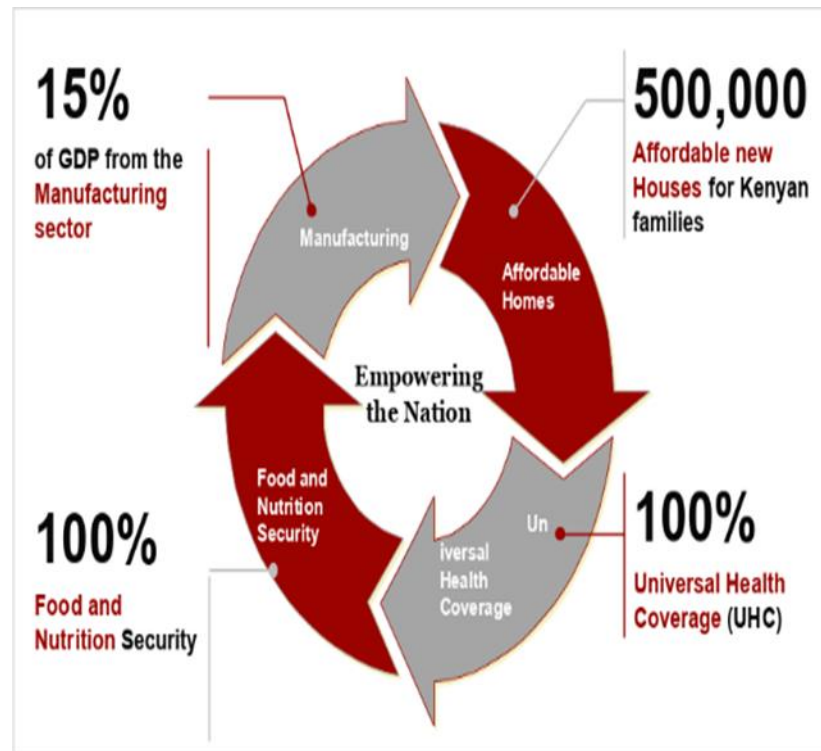 15%
of GDP from the
Manufacturing
sector
500,000
Affordable new
Houses for Kenyan
families
Manufacturing
Affordable
Homes
Empowering
the Nation
Food and
Nutrition
Security
Un
iversal
Health
Coverage
100%
Food and
Nutrition Security
100%
Universal Health
Coverage (UHC)